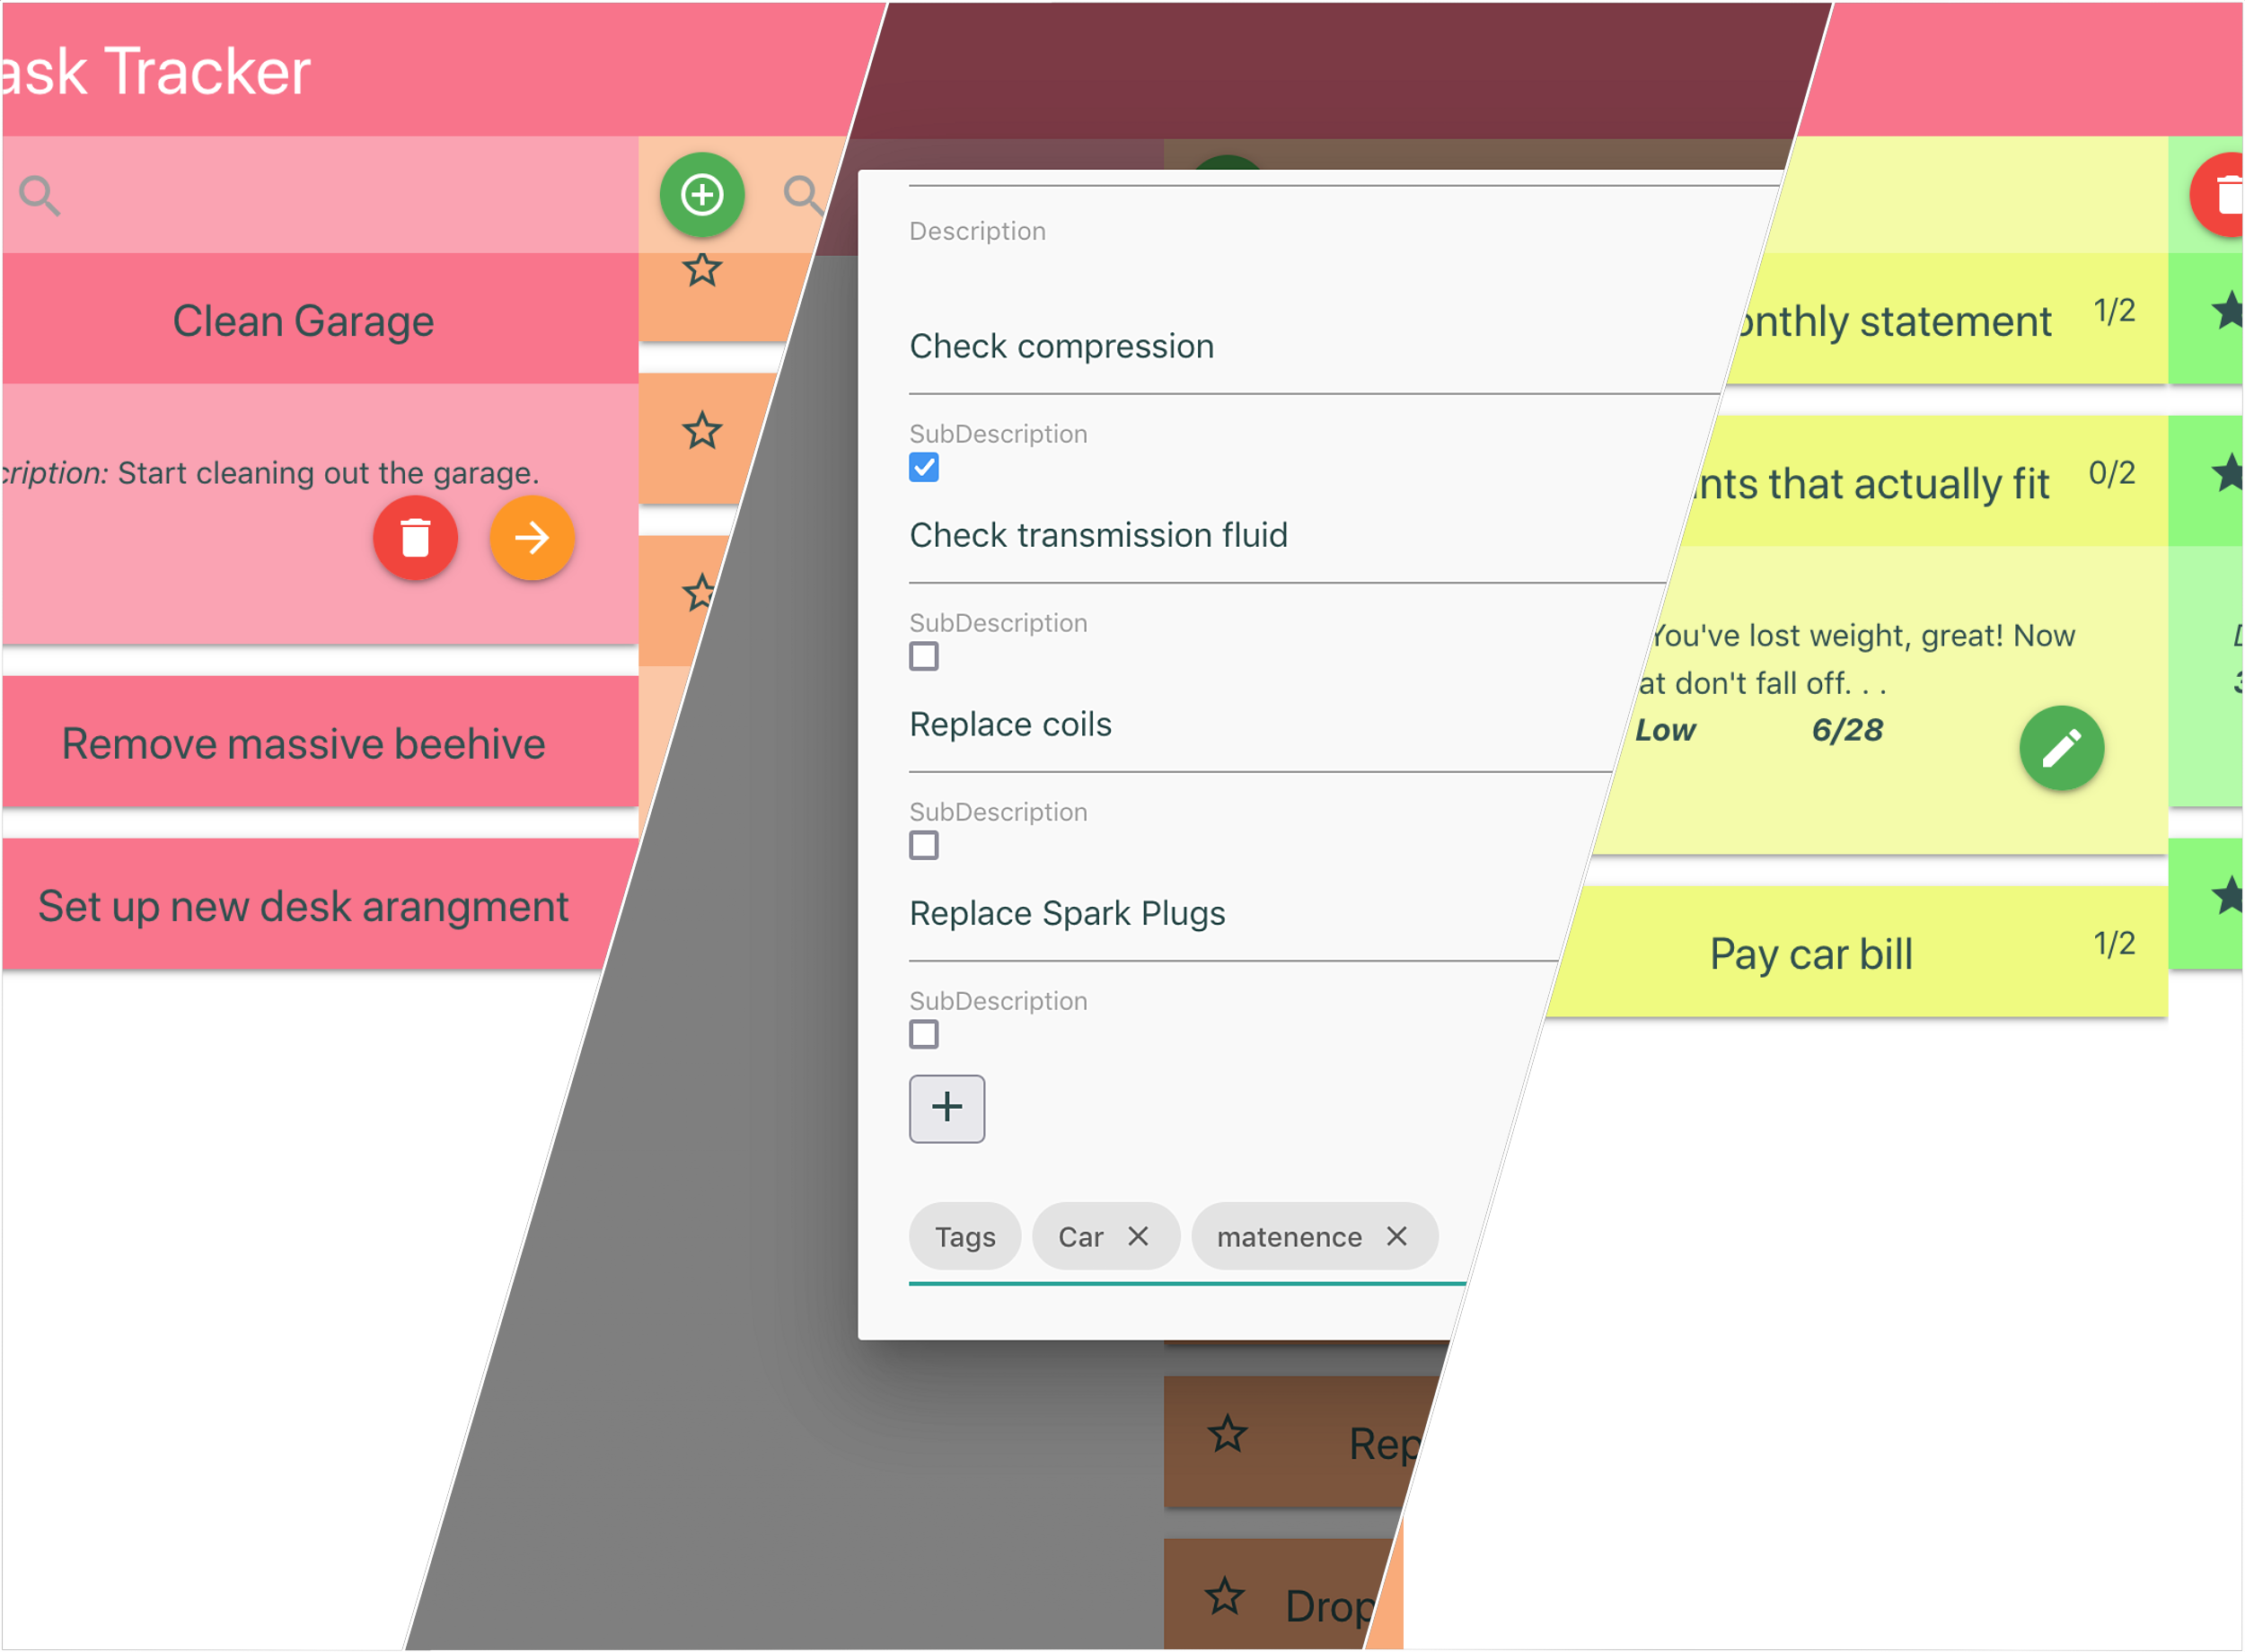 ask Tracker
Clean Garage
cription: Start cleaning out the garage.
Remove massive beehive
Set up new desk arangment
Description
Check compression
SubDescription
Check transmission fluid
SubDescription
Replace coils
SubDescription
Replace Spark Plugs
SubDescription
+
Tags Car × matenence ×
Rep
Drop
onthly statement 1/2
nts that actually fit 0/2
You've lost weight, great! Now
at don't fall off. . .
Low 6/28
Pay car bill 1/2